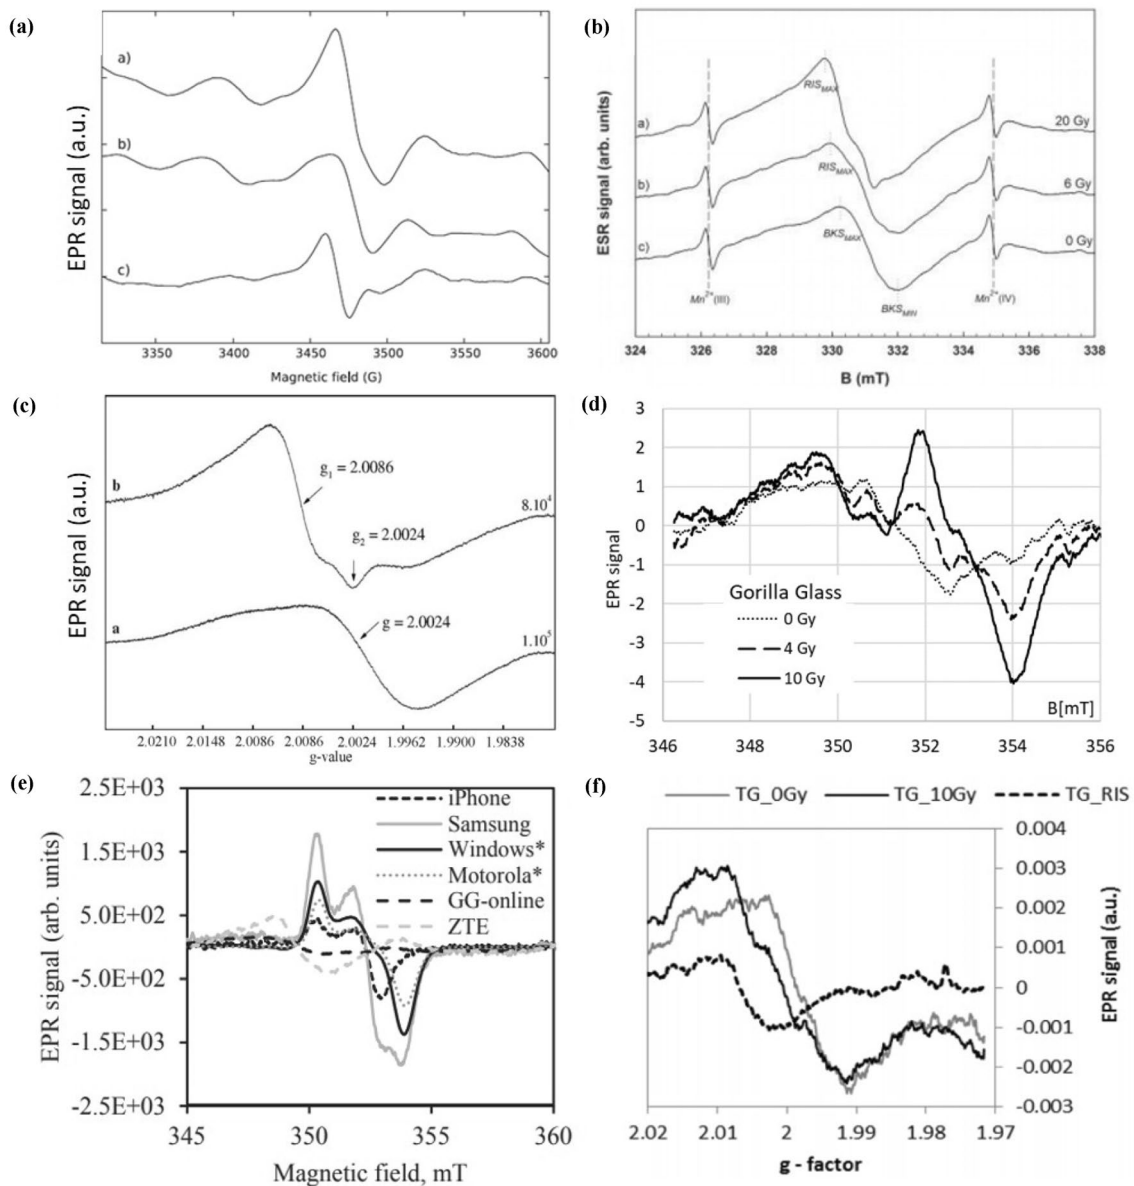 (a)
a)
b)
c)
EPR signal (a.u.)
3350 3400 3450 3500 3550 3600
Magnetic field (G)
(b)
ESR signal (arb. units)
a)
b)
c)
RIS MAX
RIS MAX
BKS MAX
BKS MIN
20 Gy
6 Gy
0 Gy
Mn2+(III)
Mn2+(IV)
324 326 328 330 332 334 336 338
B (mT)
(c)
EPR signal (a.u.)
b
g1 = 2.0086
g2 = 2.0024
8.10^4
a
g = 2.0024
1.10^5
2.0210 2.0148 2.0086 2.0086 2.0024 1.9962 1.9900 1.9838
g-value
(d)
EPR signal
3
2
1
0
-1
-2
-3
-4
-5
Gorilla Glass
0 Gy
4 Gy
10 Gy
B[mT]
346 348 350 352 354 356
(e)
EPR signal (arb. units)
2.5E+03
1.5E+03
5.0E+02
-5.0E+02
-1.5E+03
-2.5E+03
iPhone
Samsung
Windows*
Motorola*
GG-online
ZTE
345 350 355 360
Magnetic field, mT
(f)
TG_0Gy TG_10Gy TG_RIS
0.004
0.003
0.002
0.001
0
-0.001
-0.002
-0.003
EPR signal (a.u.)
2.02 2.01 2 1.99 1.98 1.97
g - factor